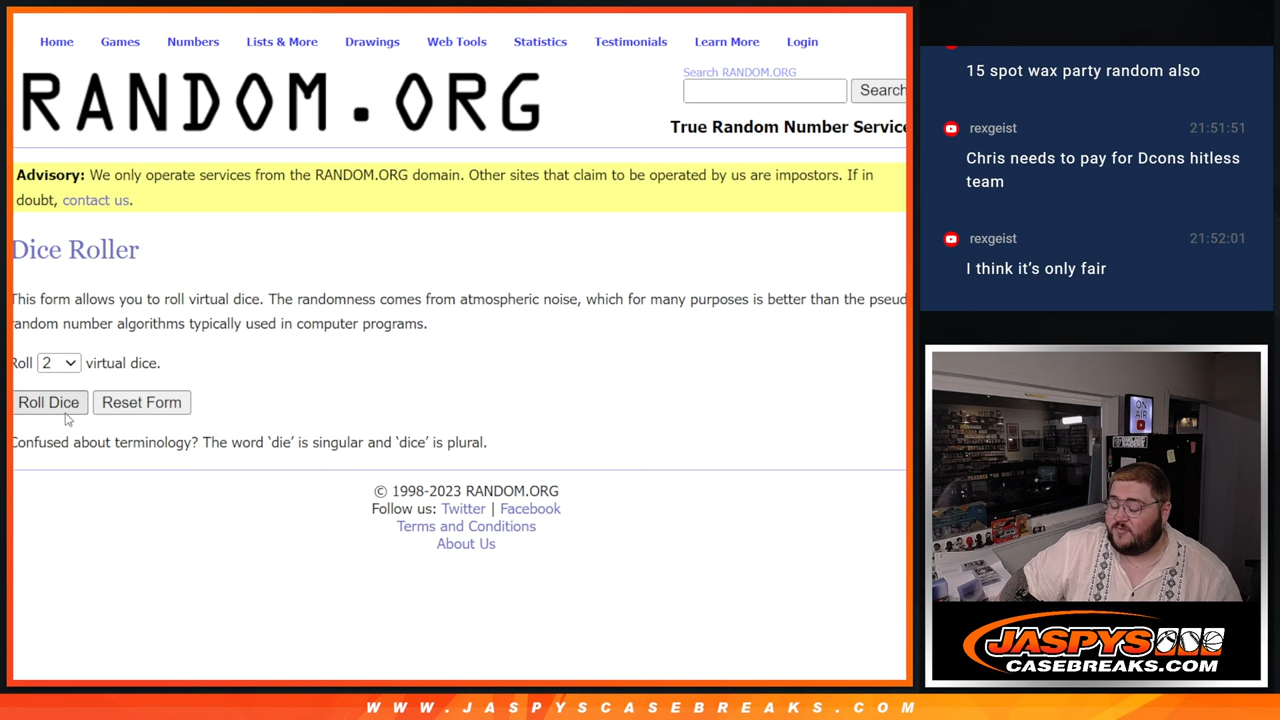 Home Games Numbers Lists & More Drawings Web Tools Statistics Testimonials Learn More Login
RANDOM.ORG
Search RANDOM.ORG
Search
True Random Number Service
Advisory: We only operate services from the RANDOM.ORG domain. Other sites that claim to be operated by us are impostors. If in
doubt, contact us.
Dice Roller
This form allows you to roll virtual dice. The randomness comes from atmospheric noise, which for many purposes is better than the pseud
random number algorithms typically used in computer programs.
Roll 2 virtual dice.
Roll Dice Reset Form
Confused about terminology? The word ‘die’ is singular and ‘dice’ is plural.
© 1998-2023 RANDOM.ORG
Follow us: Twitter | Facebook
Terms and Conditions
About Us
15 spot wax party random also
rexgeist 21:51:51
Chris needs to pay for Dcons hitless
team
rexgeist 21:52:01
I think it’s only fair
ON
AIR
JASPYS
CASEBREAKS.COM
WWW.JASPYSCASEBREAKS.COM